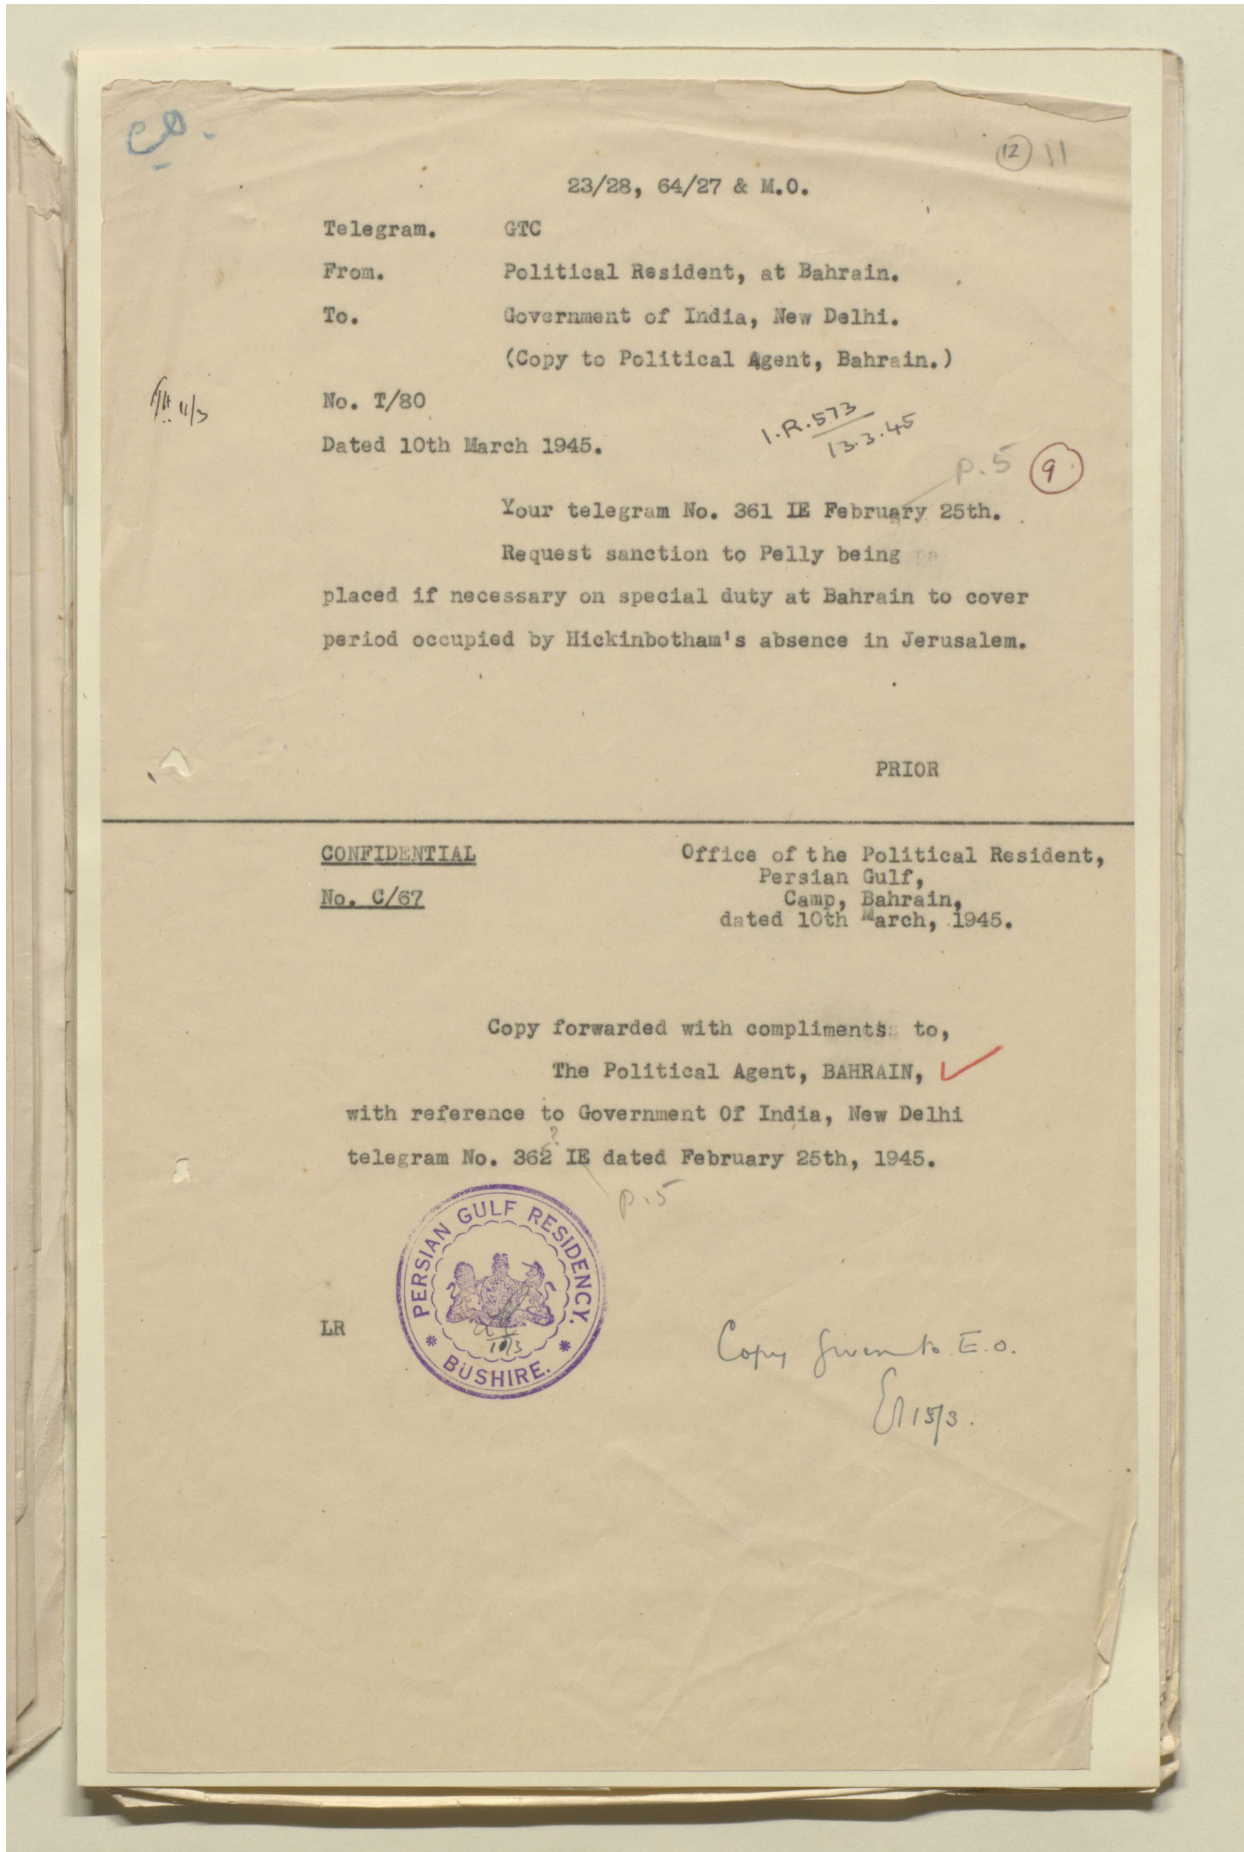 12 11
23/28, 64/27 & M.O.
Telegram. GTC
From. Political Resident, at Bahrain.
To. Government of India, New Delhi.
(Copy to Political Agent, Bahrain.)
No. T/80
11/3
I.R.573
13.3.45
Dated 10th March 1945.
p.5 9
Your telegram No. 361 IE February 25th.
Request sanction to Pelly being
placed if necessary on special duty at Bahrain to cover
period occupied by Hickinbotham's absence in Jerusalem.
PRIOR
CONFIDENTIAL
No. C/67
Office of the Political Resident,
Persian Gulf,
Camp, Bahrain,
dated 10th March, 1945.
Copy forwarded with compliments to,
The Political Agent, BAHRAIN,
with reference to Government Of India, New Delhi
?
telegram No. 362 IE dated February 25th, 1945.
p.5
PERSIAN GULF RESIDENCY.
BUSHIRE.
10/3
LR
Copy given to E.O.
15/3.